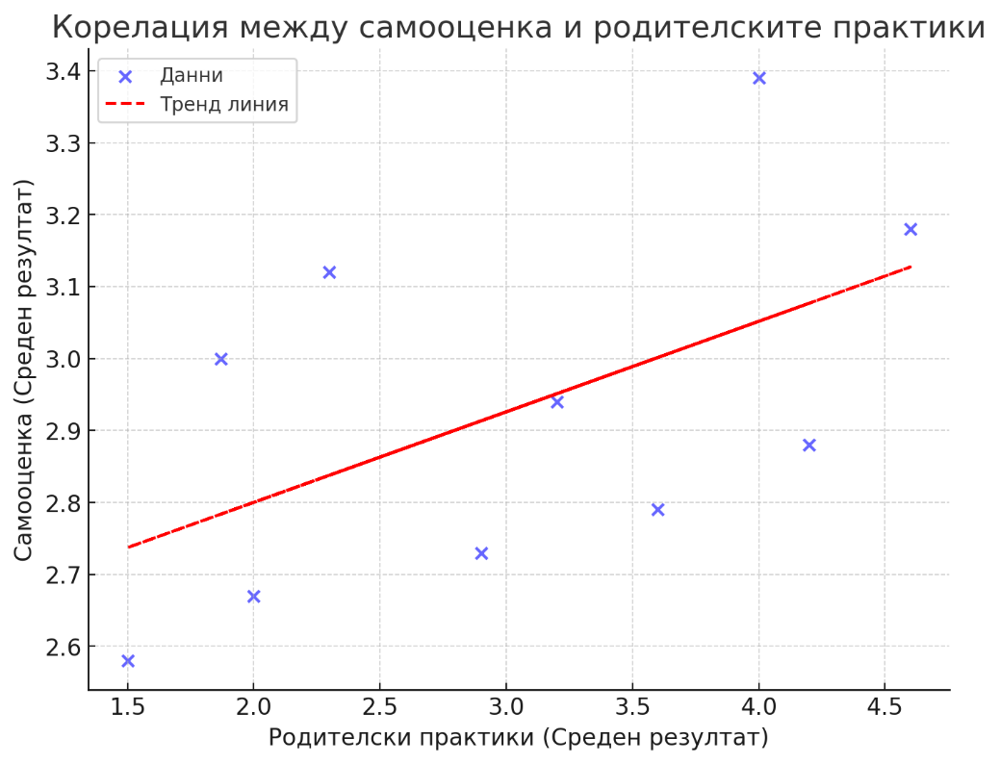 Корелация между самооценка и родителските практики
Данни
Тренд линия
Самооценка (Среден резултат)
3.4
3.3
3.2
3.1
3.0
2.9
2.8
2.7
2.6
1.5 2.0 2.5 3.0 3.5 4.0 4.5
Родителски практики (Среден резултат)